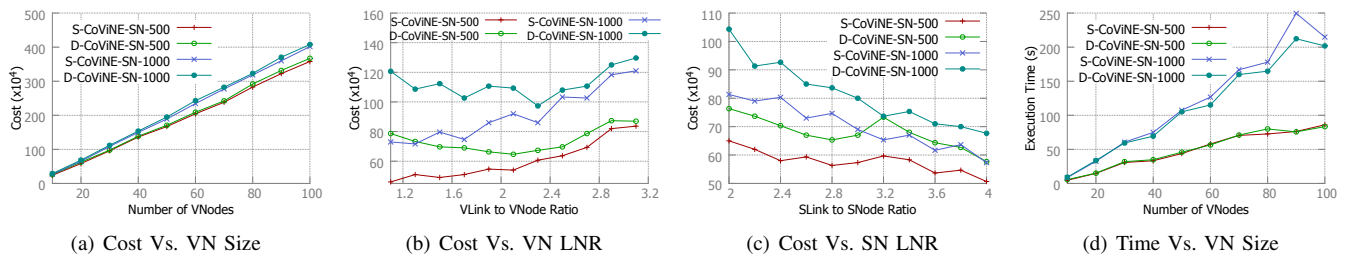 S-CoViNE-SN-500
D-CoViNE-SN-500
S-CoViNE-SN-1000
D-CoViNE-SN-1000
Cost (x10⁴)
500
400
300
200
100
0
20 40 60 80 100
Number of VNodes
(a) Cost Vs. VN Size
S-CoViNE-SN-500 S-CoViNE-SN-1000
D-CoViNE-SN-500 D-CoViNE-SN-1000
Cost (x10⁴)
160
140
120
100
80
60
1.2 1.6 2 2.4 2.8 3.2
VLink to VNode Ratio
(b) Cost Vs. VN LNR
S-CoViNE-SN-500
D-CoViNE-SN-500
S-CoViNE-SN-1000
D-CoViNE-SN-1000
Cost (x10⁴)
110
100
90
80
70
60
50
2 2.4 2.8 3.2 3.6 4
SLink to SNode Ratio
(c) Cost Vs. SN LNR
S-CoViNE-SN-500
D-CoViNE-SN-500
S-CoViNE-SN-1000
D-CoViNE-SN-1000
Execution Time (s)
250
200
150
100
50
0
20 40 60 80 100
Number of VNodes
(d) Time Vs. VN Size